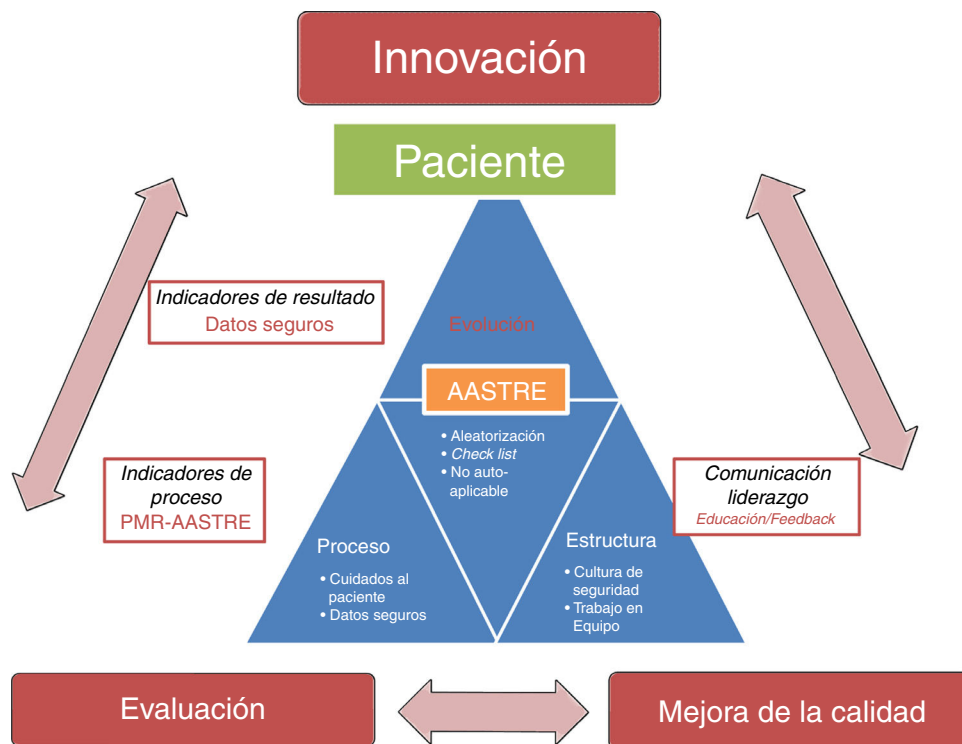 Innovación
Paciente
Indicadores de resultado
Datos seguros
Evolución
AASTRE
• Aleatorización
• Check list
• No auto-
aplicable
Indicadores de
proceso
PMR-AASTRE
Comunicación
liderazgo
Educación/Feedback
Proceso
• Cuidados al
paciente
• Datos seguros
Estructura
• Cultura de
seguridad
• Trabajo en
Equipo
Evaluación
Mejora de la calidad